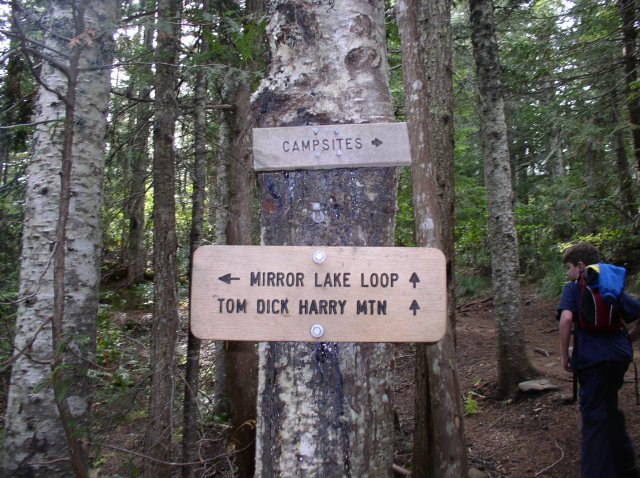 CAMPSITES →
← MIRROR LAKE LOOP ↑
TOM DICK HARRY MTN ↑